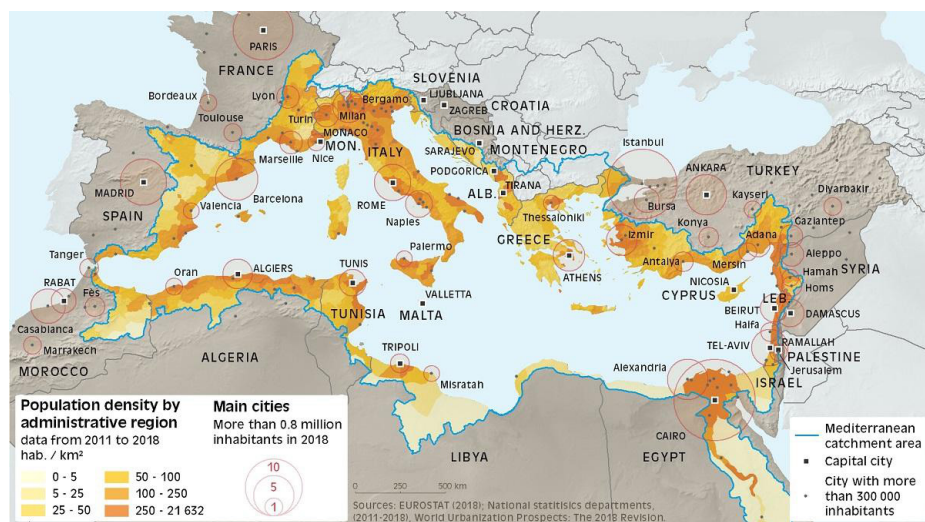 PARIS
FRANCE
Bordeaux
Lyon
Toulouse
SLOVENIA
LJUBLJANA
ZAGREB
CROATIA
Bergamo
Turin
Milan
MONACO
MON.
BOSNIA AND HERZ.
SARAJEVO
MONTENEGRO
Marseille
Nice
ITALY
PODGORICA
Istanbul
ANKARA
TURKEY
MADRID
SPAIN
Valencia
Barcelona
ROME
Naples
ALB.
TIRANA
Thessaloniki
Bursa
Kayseri
Diyarbakir
Konya
Gaziantep
GREECE
Izmir
Adana
Tanger
Palermo
ATHENS
Antalya
Mersin
Aleppo
RABAT
Fès
Oran
ALGIERS
TUNIS
VALLETTA
MALTA
NICOSIA
CYPRUS
Hamah
SYRIA
Homs
Casablanca
TUNISIA
BEIRUT
LEB.
DAMASCUS
Haifa
Marrakech
MOROCCO
ALGERIA
TRIPOLI
Misratah
TEL-AVIV
RAMALLAH
PALESTINE
Jerusalem
Alexandria
ISRAEL
CAIRO
LIBYA
EGYPT
Population density by
administrative region
data from 2011 to 2018
hab. / km²
0 - 5
5 - 25
25 - 50
50 - 100
100 - 250
250 - 21 632
Main cities
More than 0.8 million
inhabitants in 2018
10
5
1
0 250 500 km
Sources: EUROSTAT (2018); National statitsics departments,
(2011-2018), World Urbanization Prospects: The 2018 Revision.
Mediterranean
catchment area
Capital city
City with more
than 300 000
inhabitants